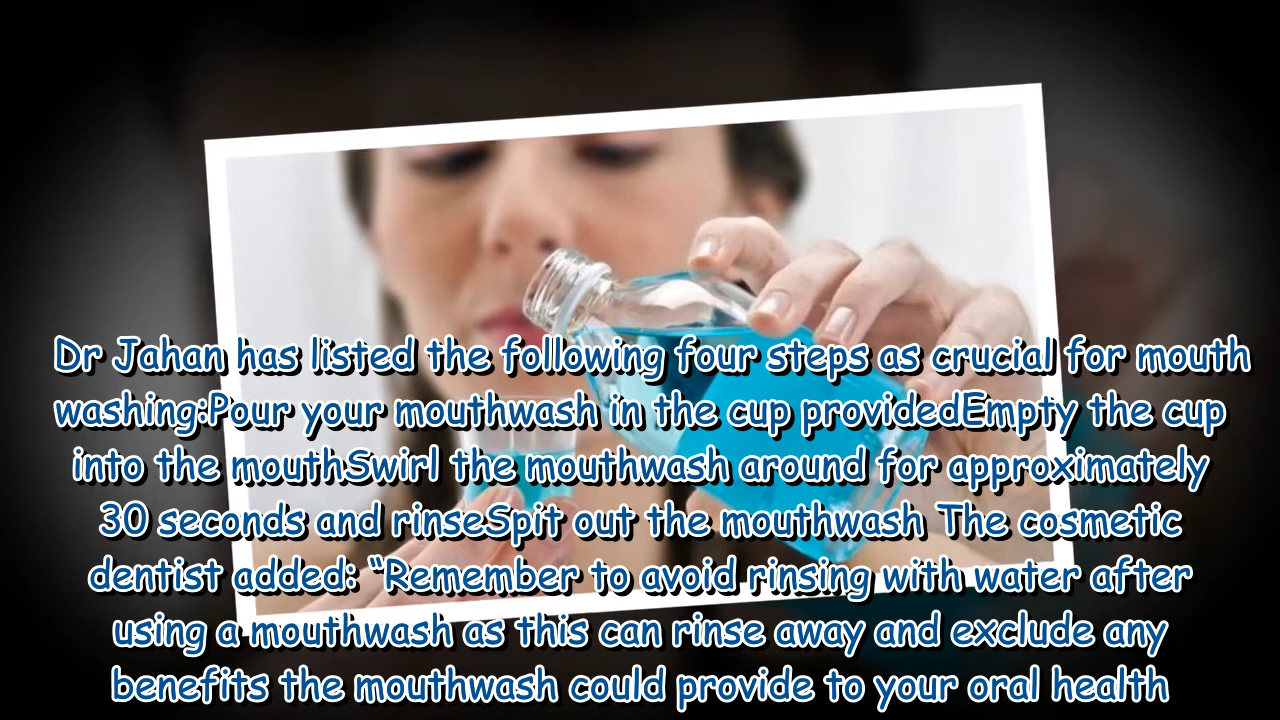 Dr Jahan has listed the following four steps as crucial for mouth
washing:Pour your mouthwash in the cup providedEmpty the cup
into the mouthSwirl the mouthwash around for approximately
30 seconds and rinseSpit out the mouthwash The cosmetic
dentist added: “Remember to avoid rinsing with water after
using a mouthwash as this can rinse away and exclude any
benefits the mouthwash could provide to your oral health